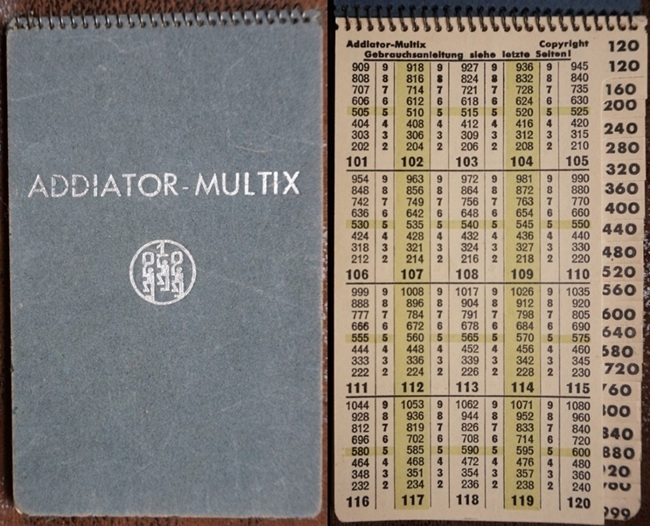 ADDIATOR-MULTIX
Addiator-Multix Copyright
Gebrauchsanleitung siehe letzte Seiten!
909 9 918 9 927 9 936 9 945
808 8 816 8 824 8 832 8 840
707 7 714 7 721 7 728 7 735
606 6 612 6 618 6 624 6 630
505 5 510 5 515 5 520 5 525
404 4 408 4 412 4 416 4 420
303 3 306 3 309 3 312 3 315
202 2 204 2 206 2 208 2 210
101 102 103 104 105
954 9 963 9 972 9 981 9 990
848 8 856 8 864 8 872 8 880
742 7 749 7 756 7 763 7 770
636 6 642 6 648 6 654 6 660
530 5 535 5 540 5 545 5 550
424 4 428 4 432 4 436 4 440
318 3 321 3 324 3 327 3 330
212 2 214 2 216 2 218 2 220
106 107 108 109 110
999 9 1008 9 1017 9 1026 9 1035
888 8 896 8 904 8 912 8 920
777 7 784 7 791 7 798 7 805
666 6 672 6 678 6 684 6 690
555 5 560 5 565 5 570 5 575
444 4 448 4 452 4 456 4 460
333 3 336 3 339 3 342 3 345
222 2 224 2 226 2 228 2 230
111 112 113 114 115
1044 9 1053 9 1062 9 1071 9 1080
928 8 936 8 944 8 952 8 960
812 7 819 7 826 7 833 7 840
696 6 702 6 708 6 714 6 720
580 5 585 5 590 5 595 5 600
464 4 468 4 472 4 476 4 480
348 3 351 3 354 3 357 3 360
232 2 234 2 236 2 238 2 240
116 117 118 119 120
120
120
160
200
240
280
320
360
400
440
480
520
560
600
640
680
720
760
800
840
880
920
999